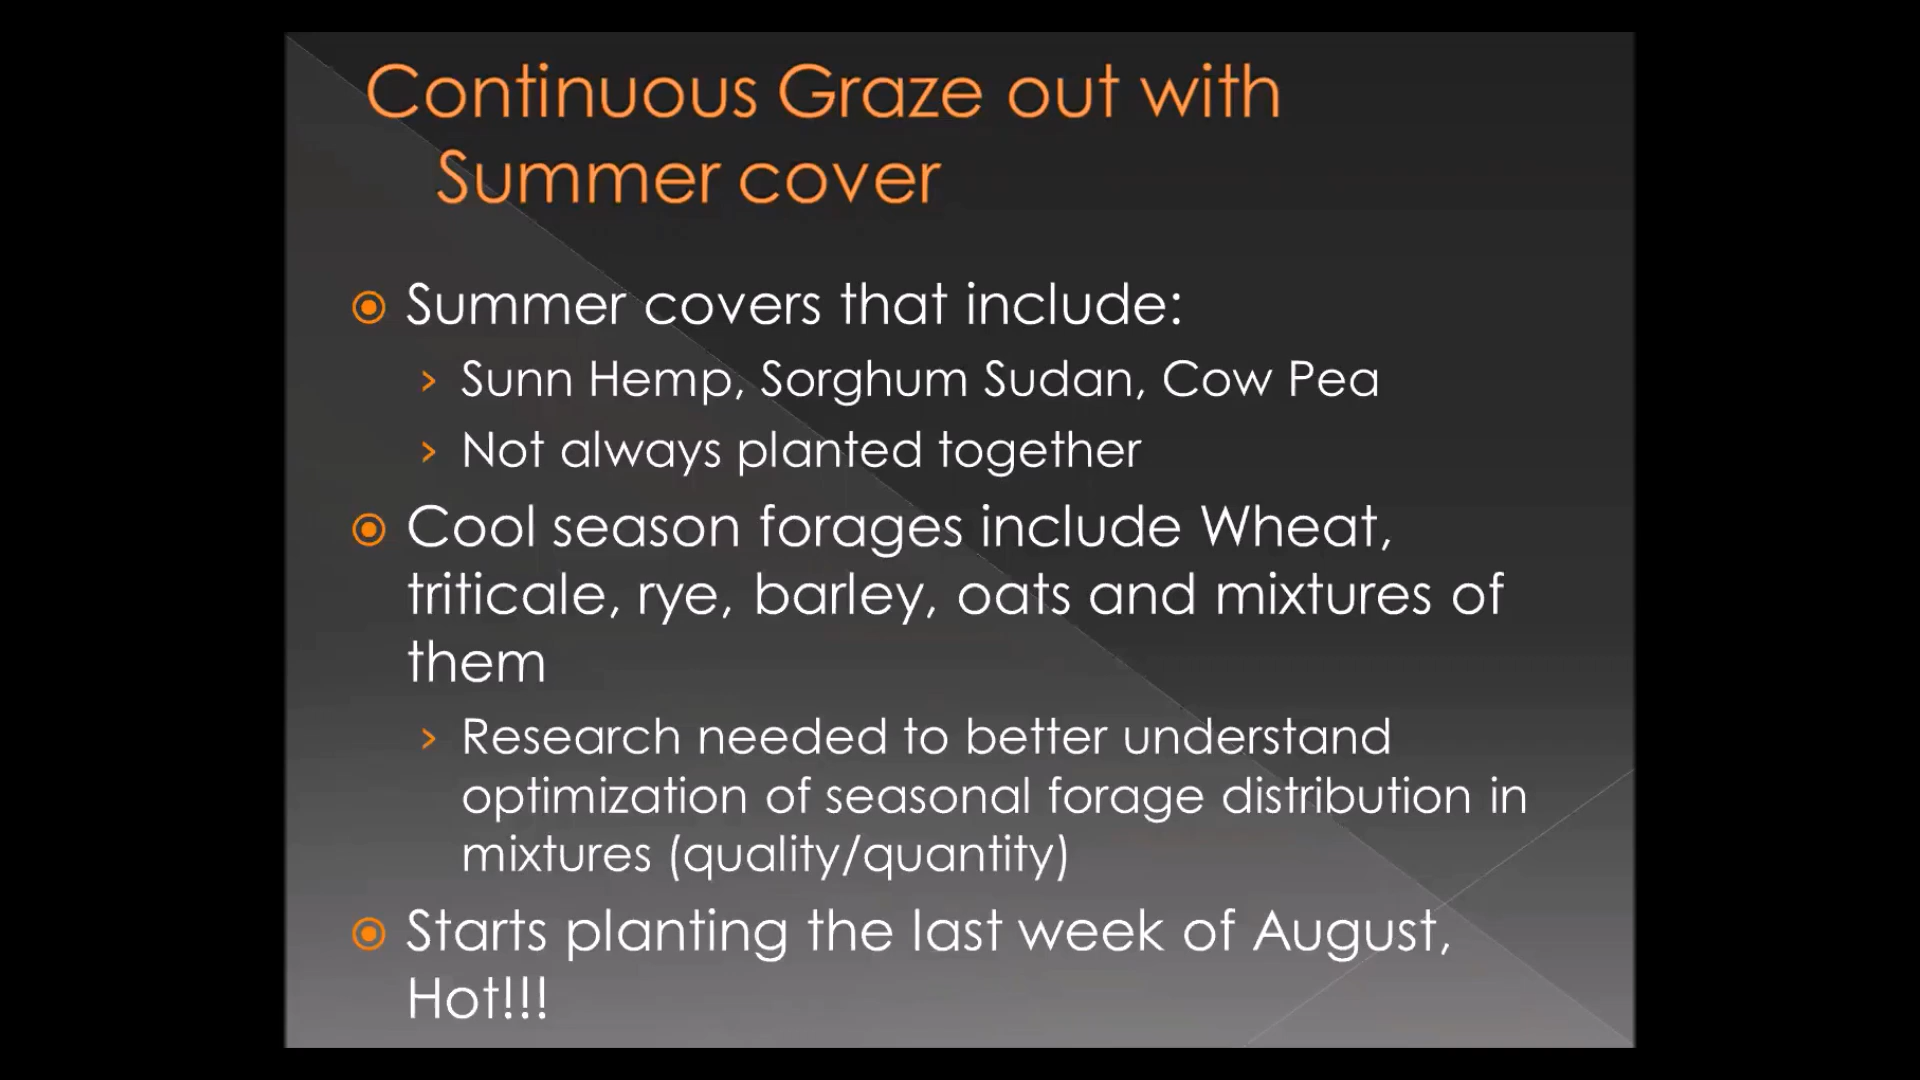 Continuous Graze out with
Summer cover
Summer covers that include:
Sunn Hemp, Sorghum Sudan, Cow Pea
Not always planted together
Cool season forages include Wheat,
triticale, rye, barley, oats and mixtures of
them
Research needed to better understand
optimization of seasonal forage distribution in
mixtures (quality/quantity)
Starts planting the last week of August,
Hot!!!